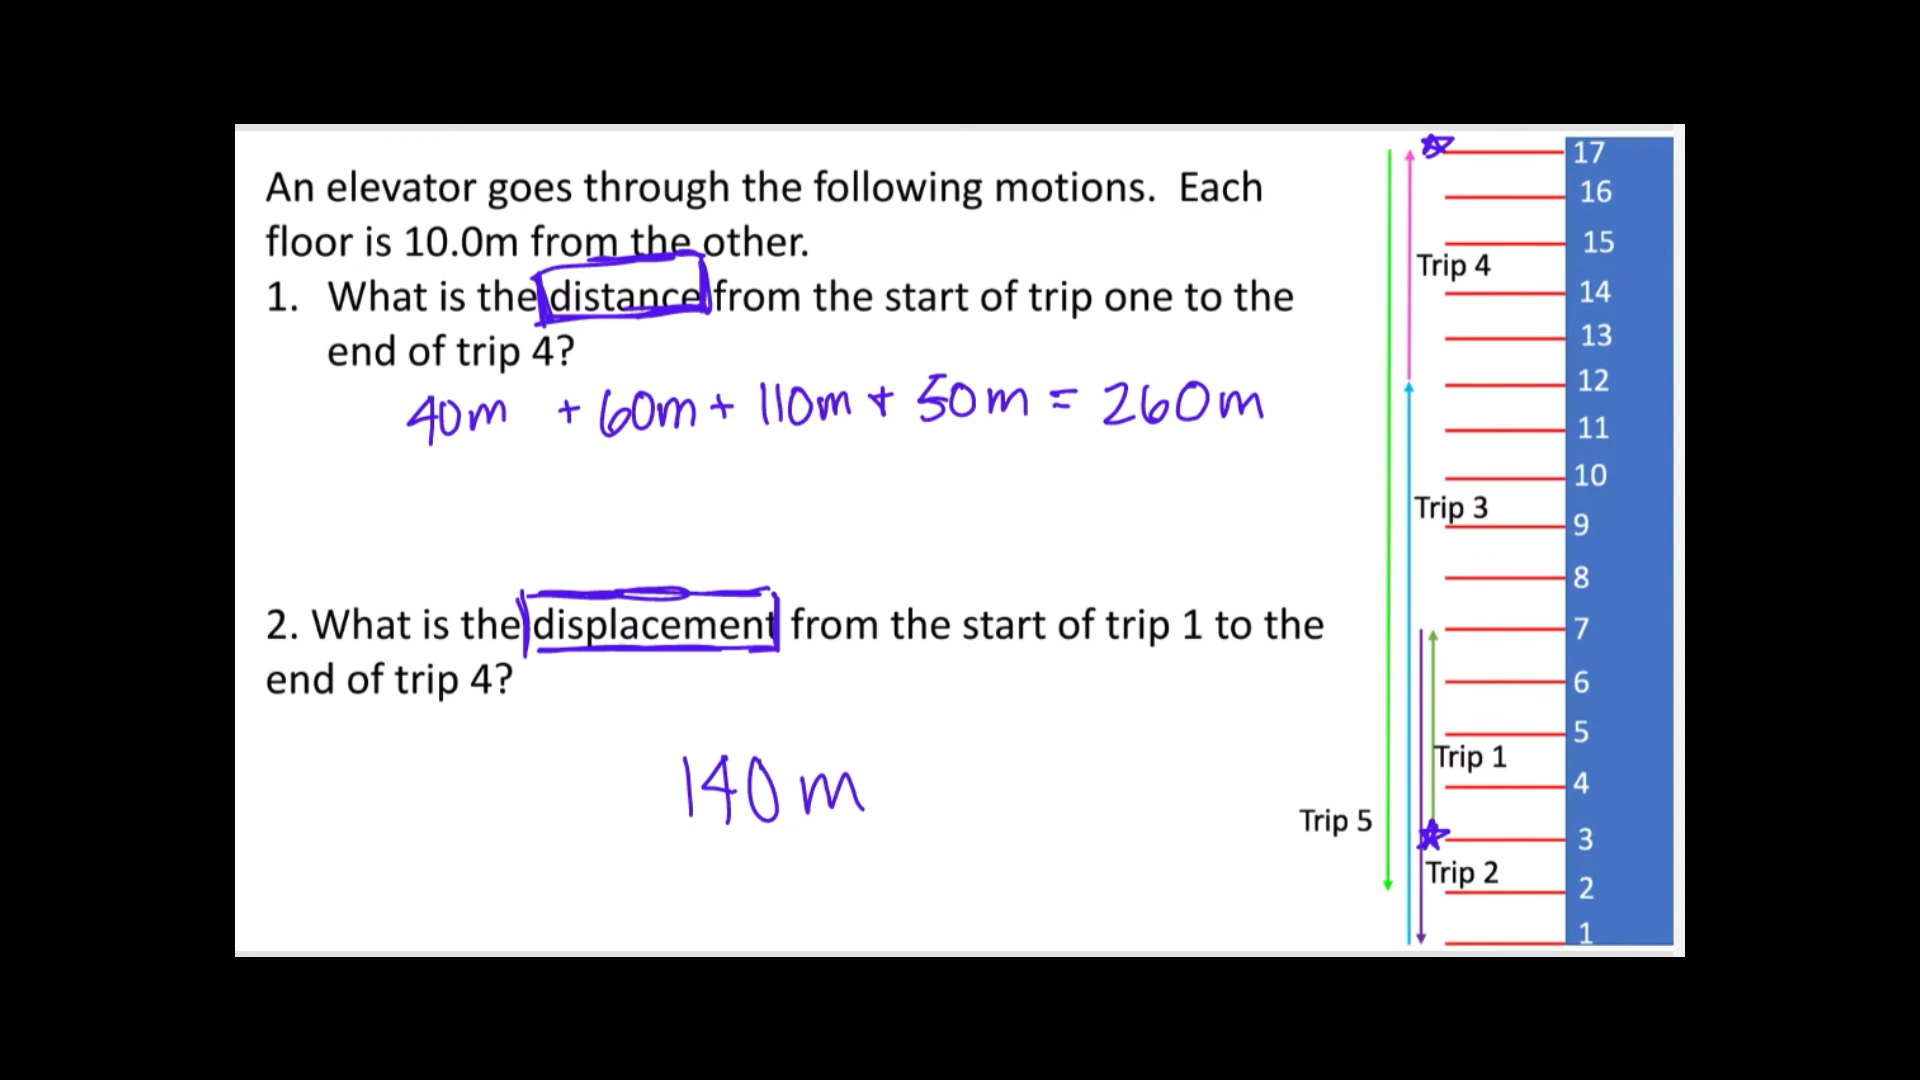 An elevator goes through the following motions. Each
floor is 10.0m from the other.
1. What is the distance from the start of trip one to the
end of trip 4?
40m + 60m + 110m + 50m = 260m
2. What is the displacement from the start of trip 1 to the
end of trip 4?
140m
17
16
15
Trip 4
14
13
12
11
10
Trip 3
9
8
7
6
5
Trip 1
4
Trip 5
3
Trip 2
2
1